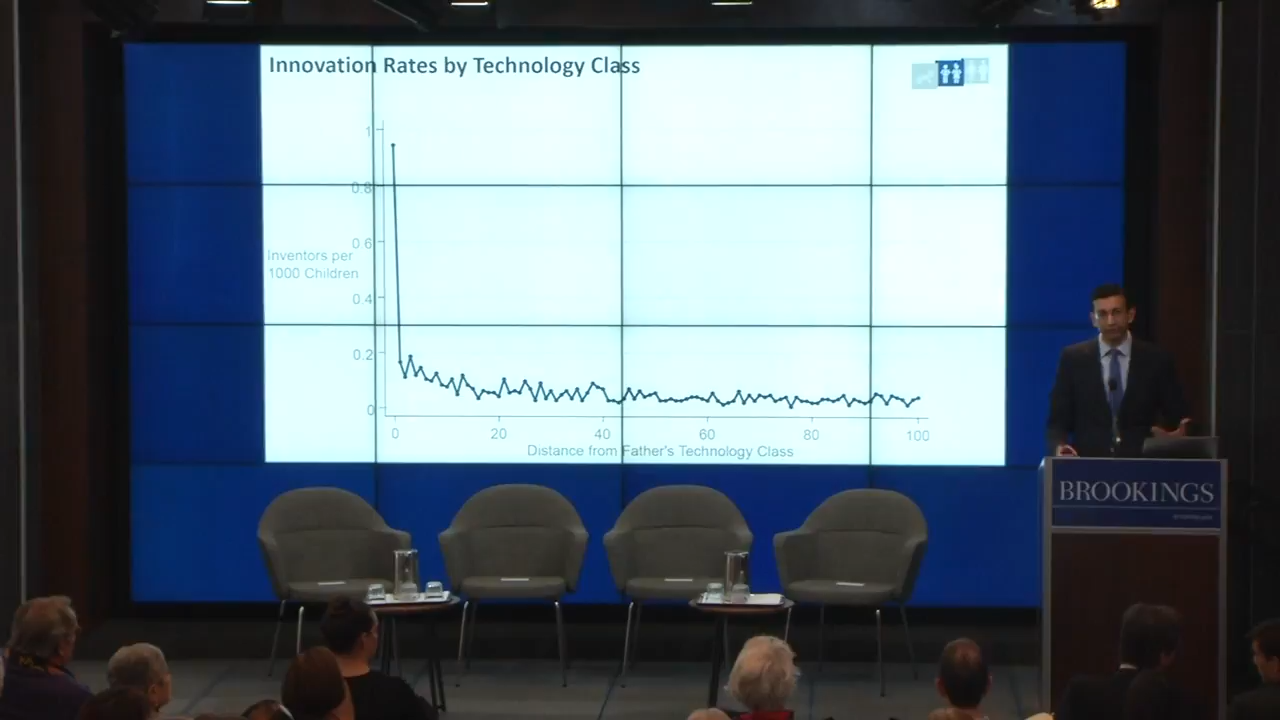 Innovation Rates by Technology Class
1
0.8
0.6
Inventors per
1000 Children
0.4
0.2
0
0 20 40 60 80 100
Distance from Father's Technology Class
BROOKINGS